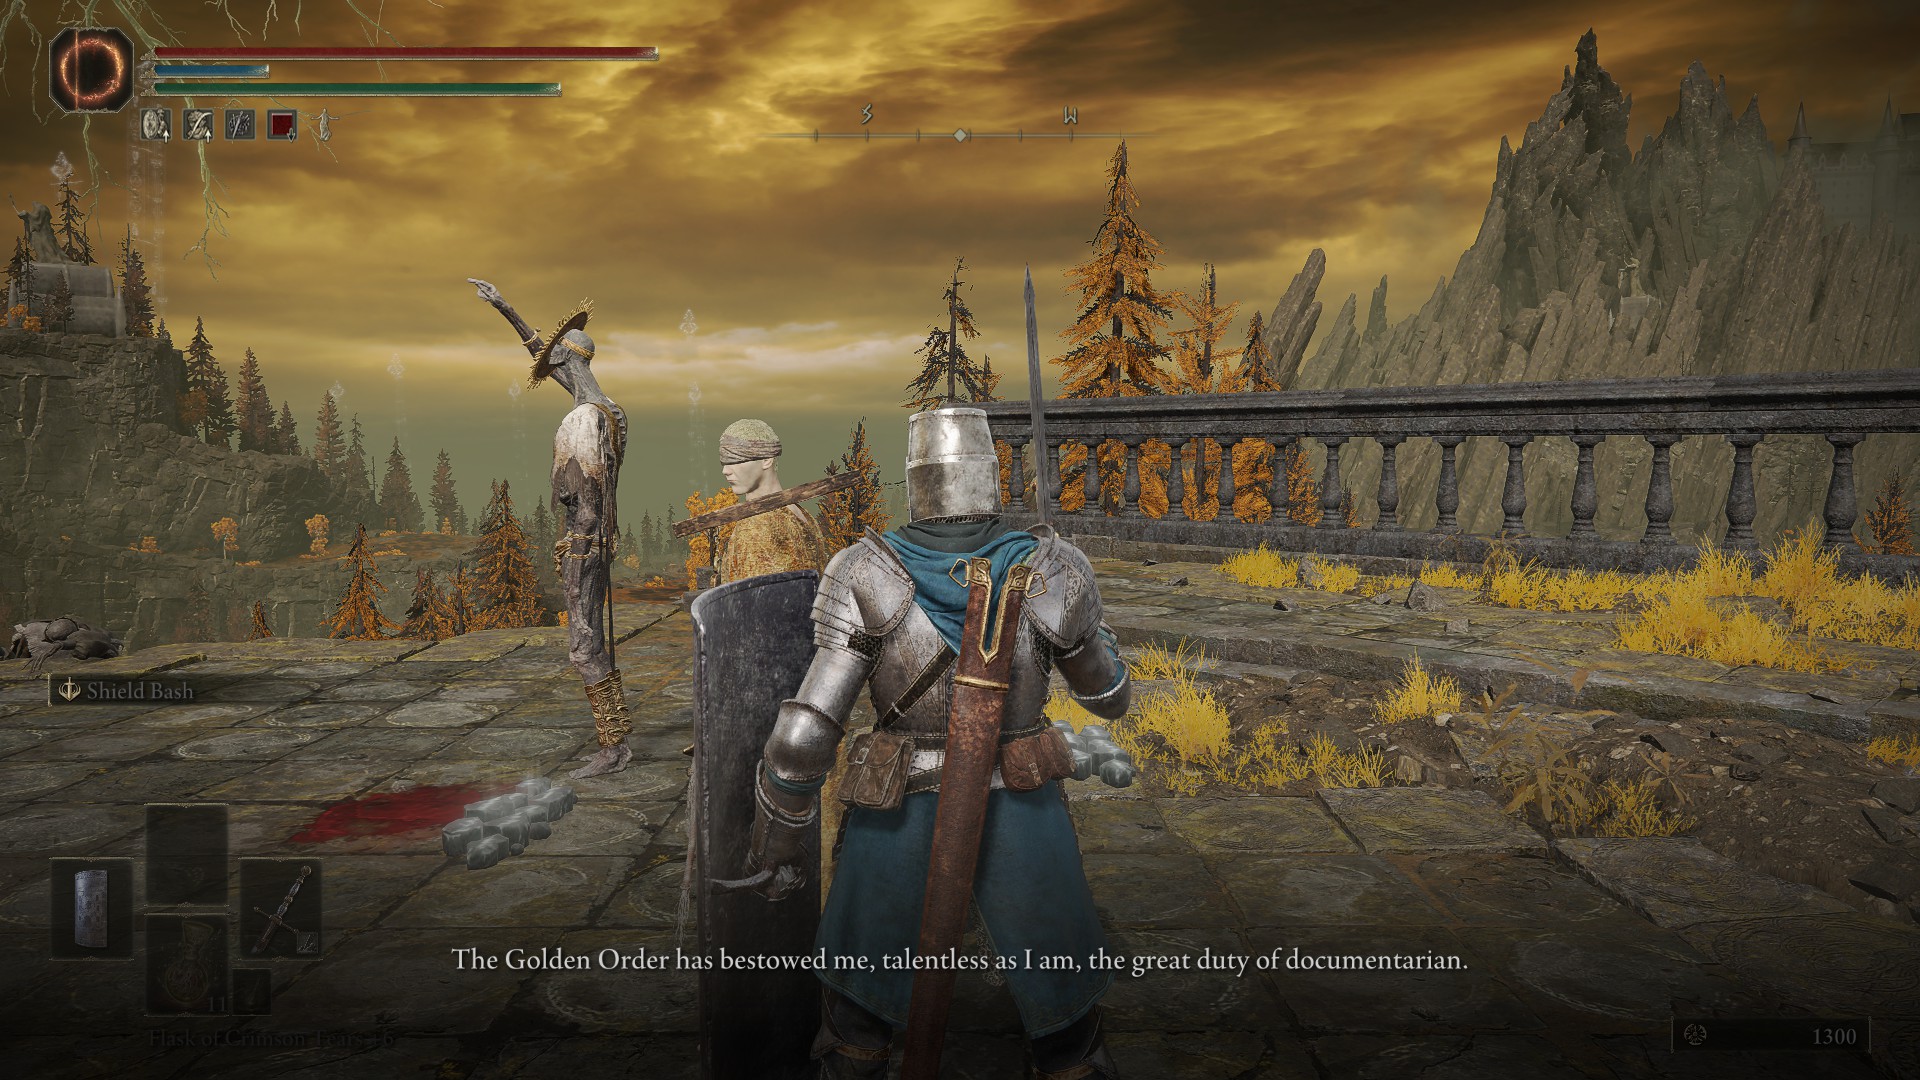 S
W
Shield Bash
The Golden Order has bestowed me, talentless as I am, the great duty of documentarian.
11
Flask of Crimson Tears +6
1300